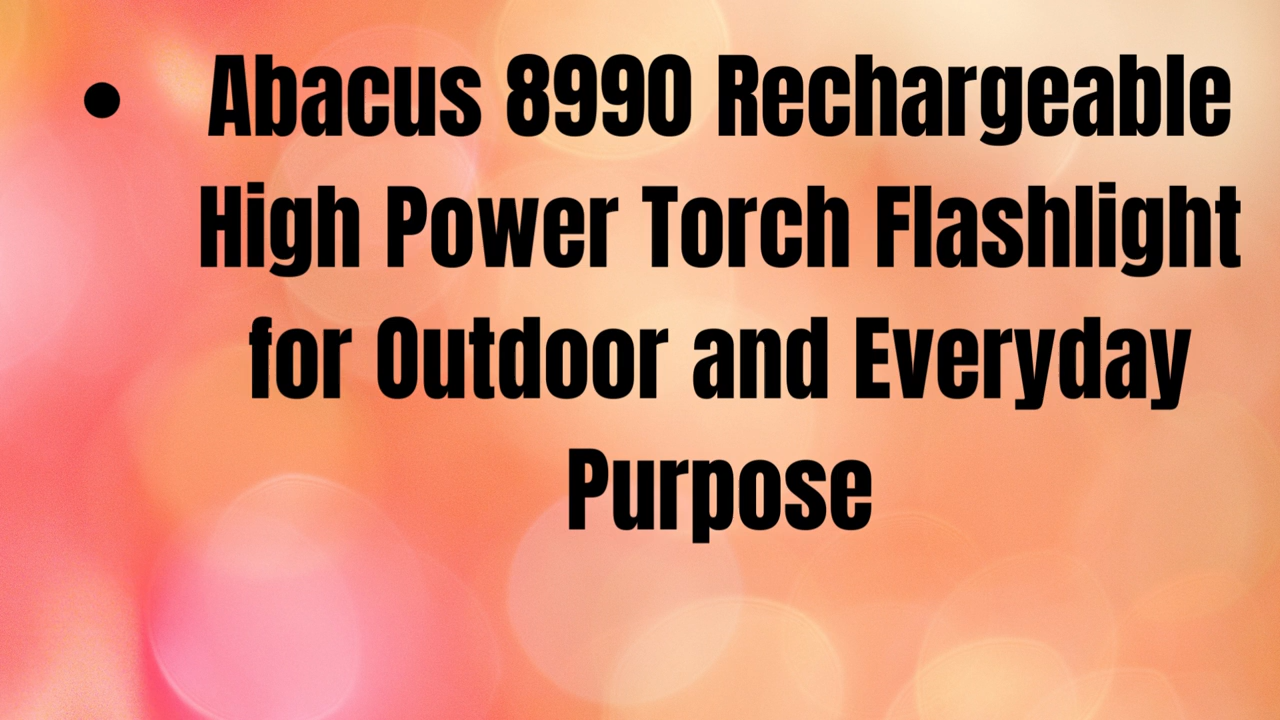 • Abacus 8990 Rechargeable
High Power Torch Flashlight
for Outdoor and Everyday
Purpose